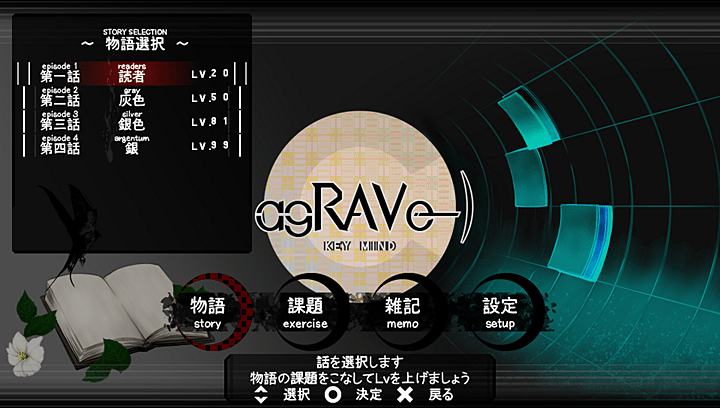 STORY SELECTION
～ 物語選択 ～
episode 1 readers
第一話 読者 Lv.20
episode 2 gray
第二話 灰色 Lv.50
episode 3 silver
第三話 銀色 Lv.81
episode 4 argentum
第四話 銀 Lv.99
agRAVe
KEY MIND
物語 課題 雑記 設定
story exercise memo setup
話を選択します
物語の課題をこなしてLvを上げましょう
選択 決定 戻る